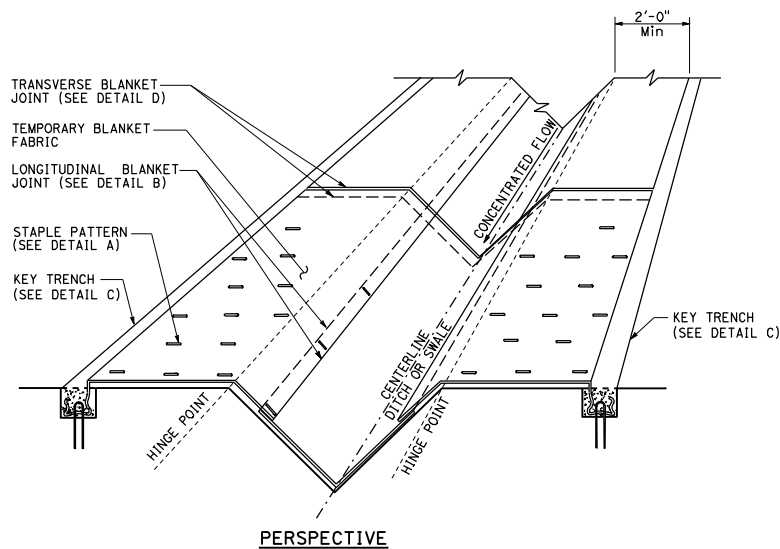 2'-0"
Min
TRANSVERSE BLANKET
JOINT (SEE DETAIL D)
TEMPORARY BLANKET
FABRIC
LONGITUDINAL BLANKET
JOINT (SEE DETAIL B)
STAPLE PATTERN
(SEE DETAIL A)
KEY TRENCH
(SEE DETAIL C)
CONCENTRATED FLOW
KEY TRENCH
(SEE DETAIL C)
CENTERLINE
DITCH OR SWALE
HINGE POINT
HINGE POINT
PERSPECTIVE